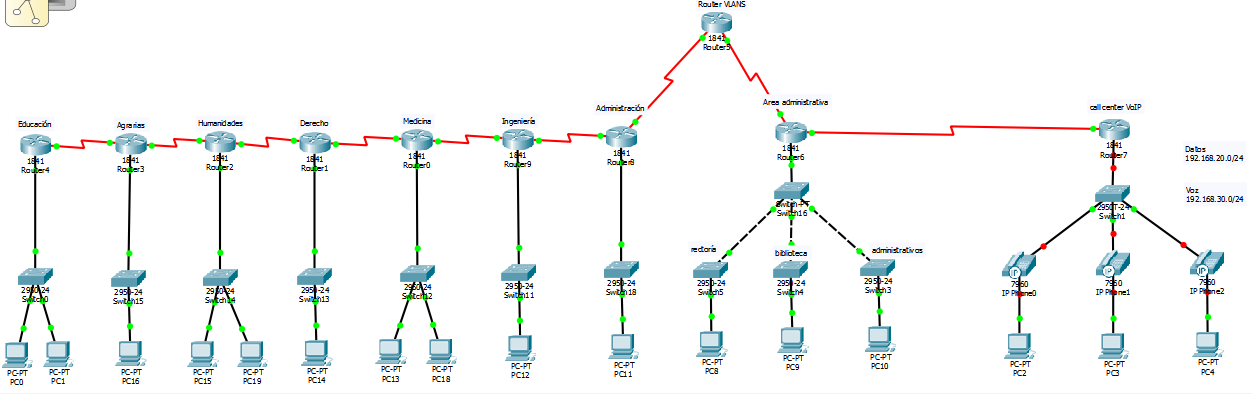 Router VLANS
1841
Router5
Administración
Area administrativa
call center VoIP
Educación
Agrarias
Humanidades
Derecho
Medicina
Ingeniería
1841
Router4
1841
Router3
1841
Router2
1841
Router1
1841
Router0
1841
Router9
1841
Router8
1841
Router6
1841
Router7
Datos
192.168.20.0/24
Voz
192.168.30.0/24
Switch-PT
Switch16
2950T-24
Switch1
rectoría
biblioteca
administrativos
2950-24
Switch0
2950-24
Switch15
2950-24
Switch14
2950-24
Switch13
2950-24
Switch12
2950-24
Switch11
2950-24
Switch18
2950-24
Switch5
2950-24
Switch4
2950-24
Switch3
IP
7960
IP Phone0
IP
7960
IP Phone1
IP
7960
IP Phone2
PC-PT
PC0
PC-PT
PC1
PC-PT
PC16
PC-PT
PC15
PC-PT
PC19
PC-PT
PC14
PC-PT
PC13
PC-PT
PC18
PC-PT
PC12
PC-PT
PC11
PC-PT
PC8
PC-PT
PC9
PC-PT
PC10
PC-PT
PC2
PC-PT
PC3
PC-PT
PC4